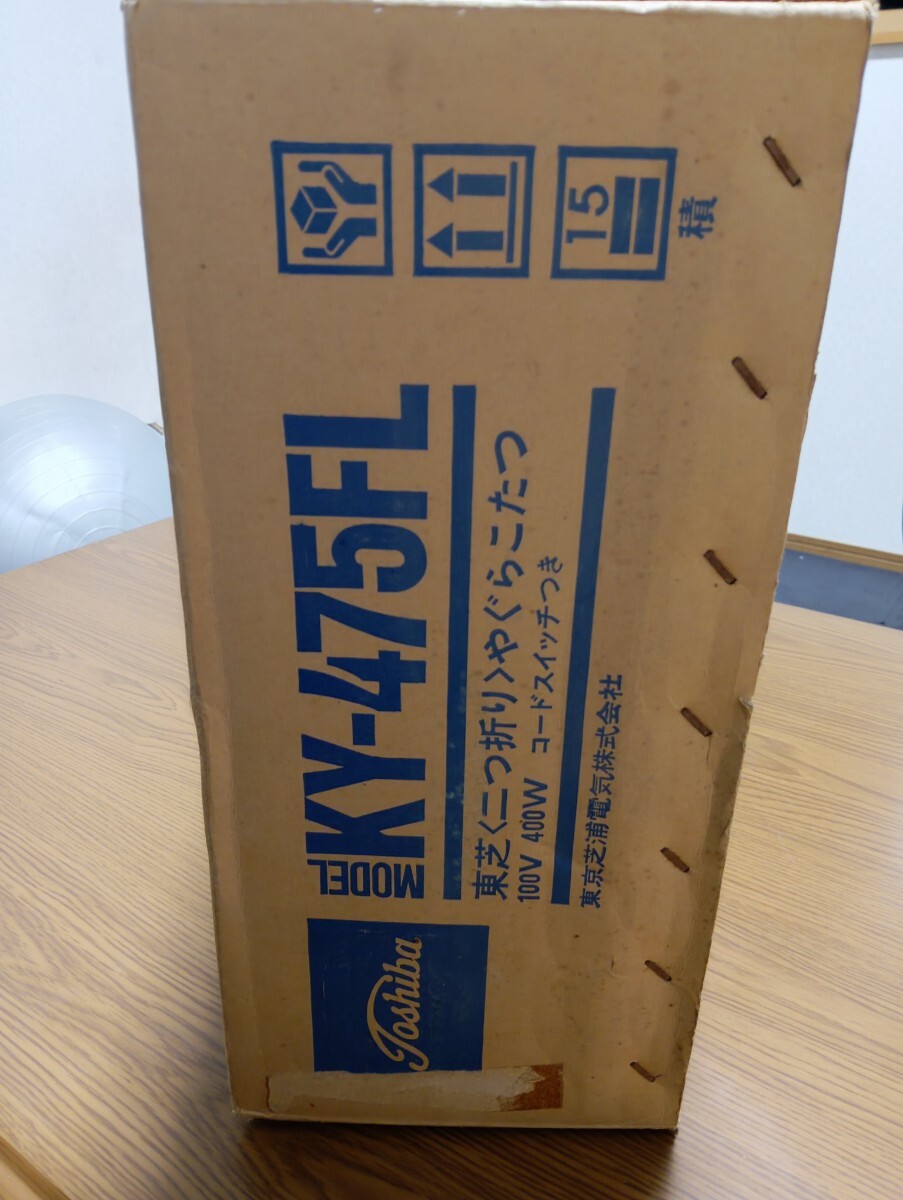 Toshiba
MODEL KY-475FL
東芝<二つ折り>やぐらこたつ
100V 400W コードスイッチつき
東京芝浦電気株式会社
15
積